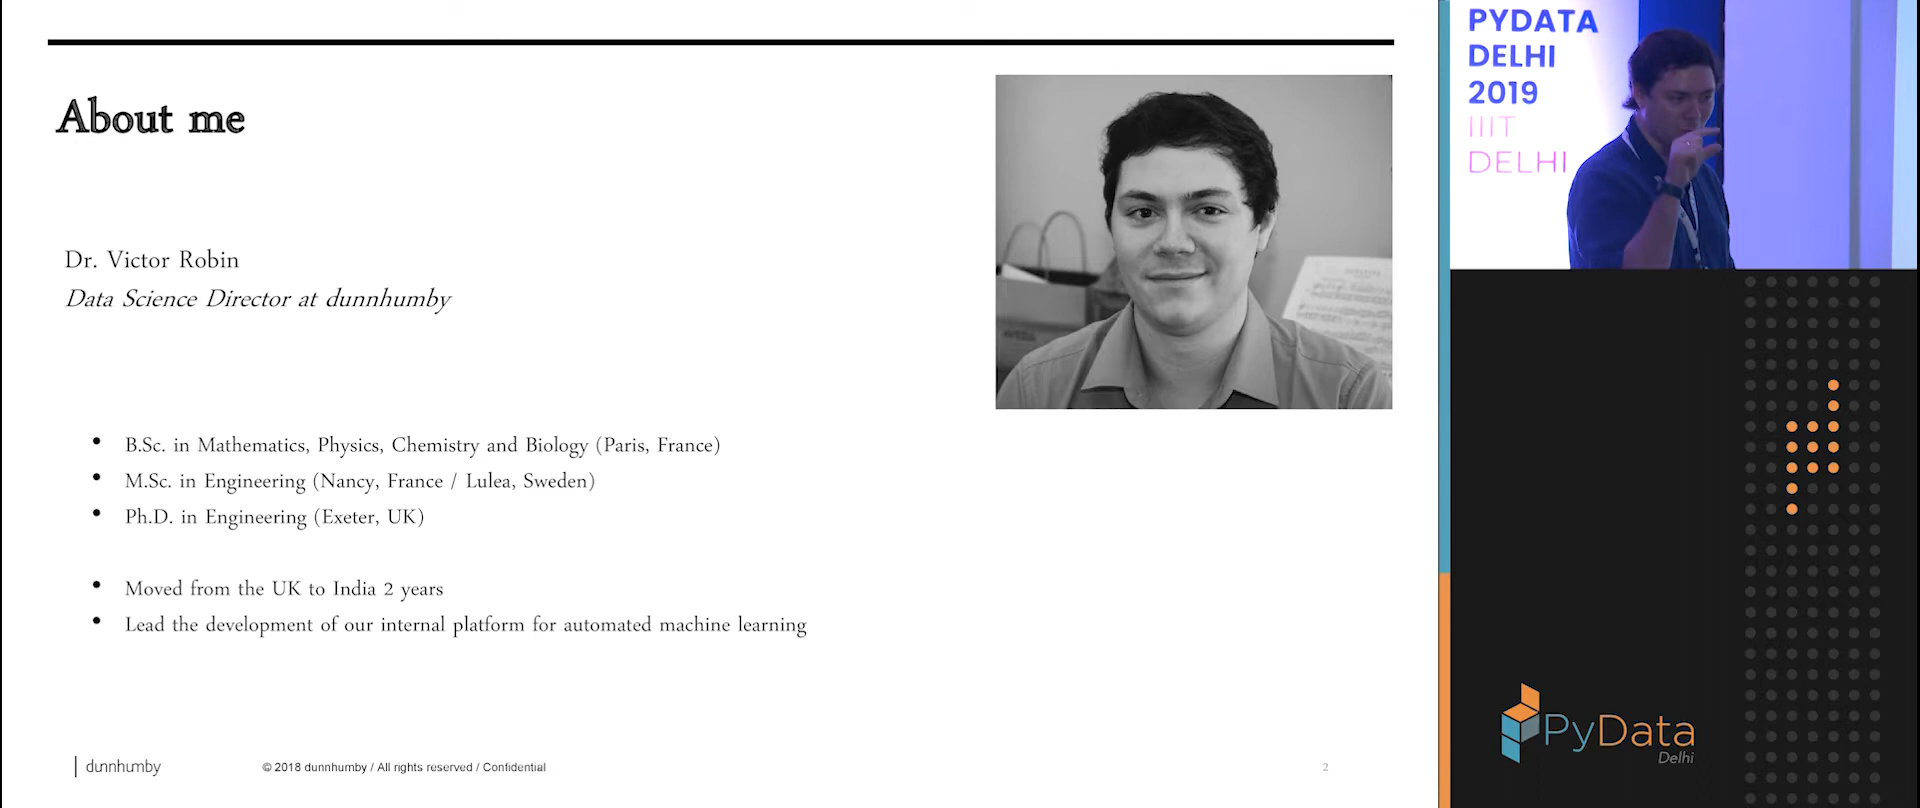 About me
Dr. Victor Robin
Data Science Director at dunnhumby
• B.Sc. in Mathematics, Physics, Chemistry and Biology (Paris, France)
• M.Sc. in Engineering (Nancy, France / Lulea, Sweden)
• Ph.D. in Engineering (Exeter, UK)
• Moved from the UK to India 2 years
• Lead the development of our internal platform for automated machine learning
dunnhumby
© 2018 dunnhumby / All rights reserved / Confidential
2
PYDATA
DELHI
2019
IIIT
DELHI
PyData
Delhi